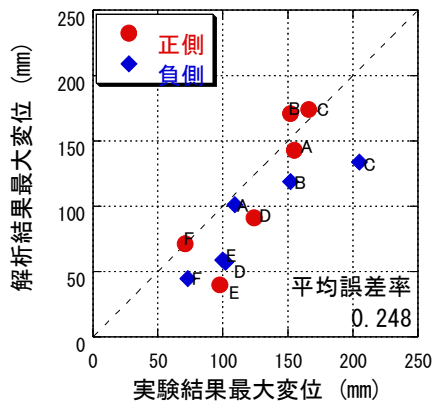 250
200
150
100
50
0
解析結果最大変位 (mm)
正側
負側
B
C
A
C
B
A
D
F
E
D
F
E
平均誤差率
0.248
0
50
100
150
200
250
実験結果最大変位 (mm)